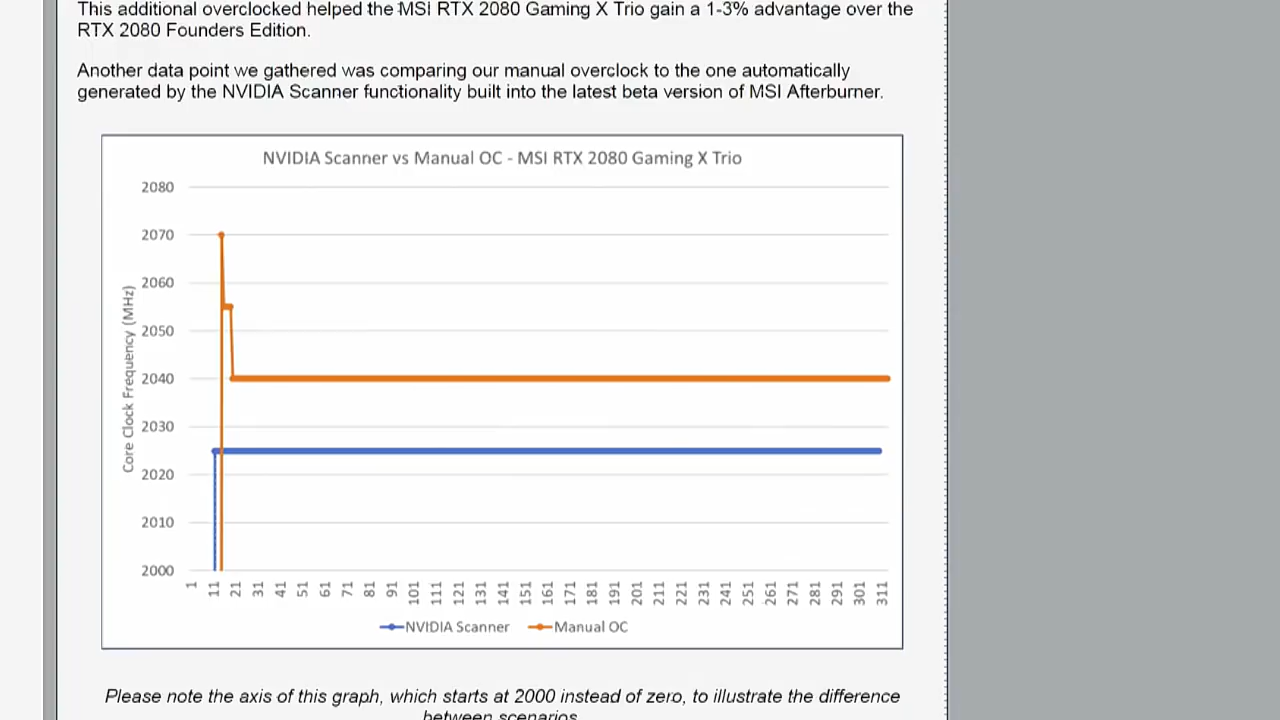 This additional overclocked helped the MSI RTX 2080 Gaming X Trio gain a 1-3% advantage over the
RTX 2080 Founders Edition.
Another data point we gathered was comparing our manual overclock to the one automatically
generated by the NVIDIA Scanner functionality built into the latest beta version of MSI Afterburner.
NVIDIA Scanner vs Manual OC - MSI RTX 2080 Gaming X Trio
Core Clock Frequency (MHz)
2080
2070
2060
2050
2040
2030
2020
2010
2000
1 11 21 31 41 51 61 71 81 91 101 111 121 131 141 151 161 171 181 191 201 211 221 231 241 251 261 271 281 291 301 311
NVIDIA Scanner Manual OC
Please note the axis of this graph, which starts at 2000 instead of zero, to illustrate the difference
between scenarios